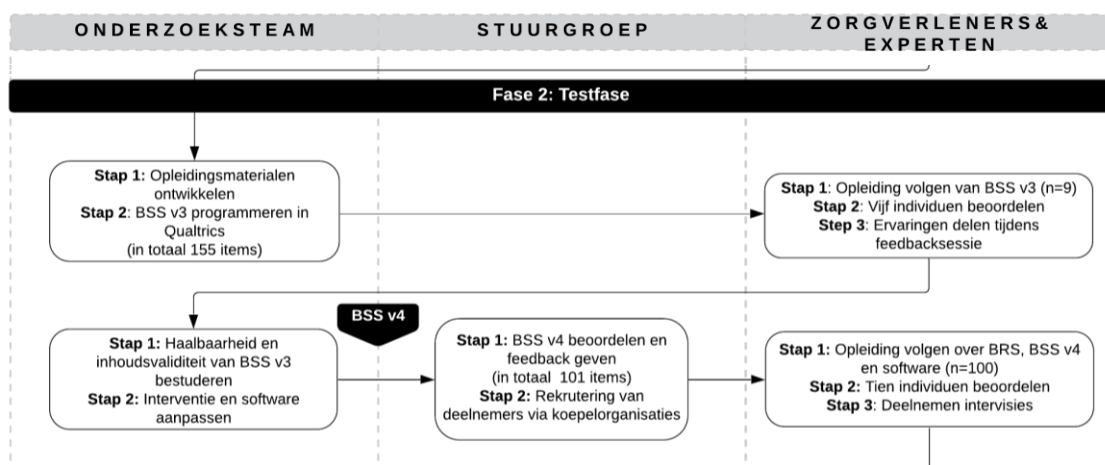 ONDERZOEKSTEAM
STUURGROEP
ZORGVERLENERS&
EXPERTEN
Fase 2: Testfase
Stap 1: Opleidingsmaterialen
ontwikkelen
Stap 2: BSS v3 programmeren in
Qualtrics
(in totaal 155 items)
Stap 1: Opleiding volgen van BSS v3 (n=9)
Stap 2: Vijf individuen beoordelen
Step 3: Ervaringen delen tijdens
feedbacksessie
Stap 1: Haalbaarheid en
inhoudsvaliditeit van BSS v3
bestuderen
Stap 2: Interventie en software
aanpassen
BSS v4
Stap 1: BSS v4 beoordelen en
feedback geven
(in totaal 101 items)
Stap 2: Rekrutering van
deelnemers via koepelorganisaties
Stap 1: Opleiding volgen over BRS, BSS v4
en software (n=100)
Stap 2: Tien individuen beoordelen
Stap 3: Deelnemen intervisies